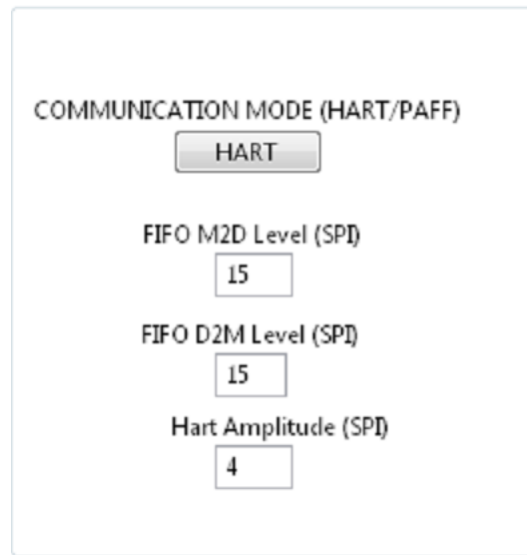 COMMUNICATION MODE (HART/PAFF)
HART
FIFO M2D Level (SPI)
15
FIFO D2M Level (SPI)
15
Hart Amplitude (SPI)
4